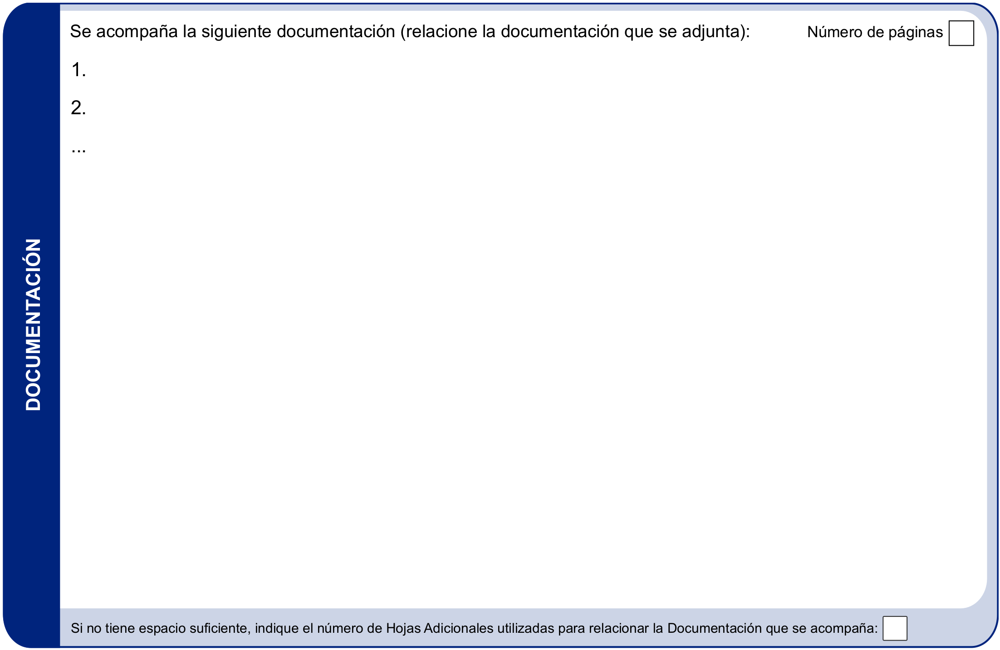 DOCUMENTACIÓN
Se acompaña la siguiente documentación (relacione la documentación que se adjunta):
Número de páginas
1.
2.
...
Si no tiene espacio suficiente, indique el número de Hojas Adicionales utilizadas para relacionar la Documentación que se acompaña: